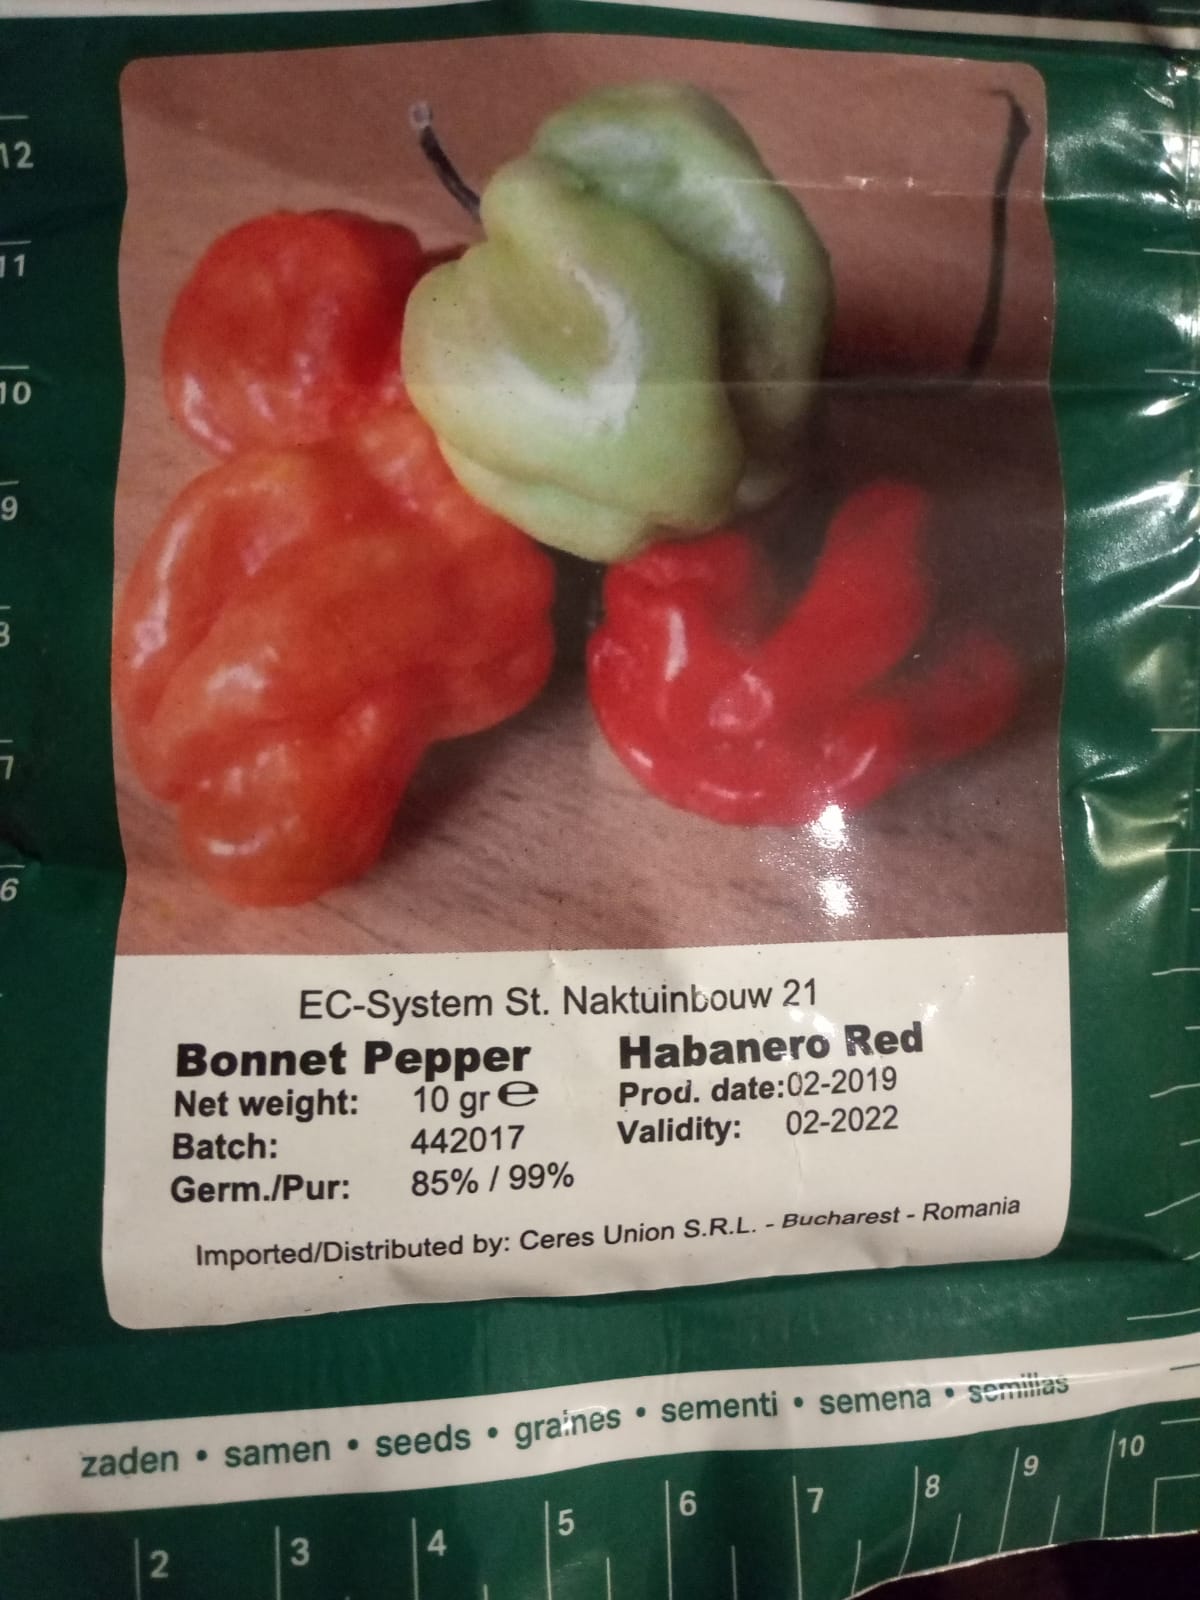 12
11
10
9
8
7
6
EC-System St. Naktuinbouw 21
Bonnet Pepper Habanero Red
Net weight: 10 gr ℮ Prod. date:02-2019
Batch: 442017 Validity: 02-2022
Germ./Pur: 85% / 99%
Imported/Distributed by: Ceres Union S.R.L. - Bucharest - Romania
zaden • samen • seeds • graines • sementi • semena • semillas
2 3 4 5 6 7 8 9 10